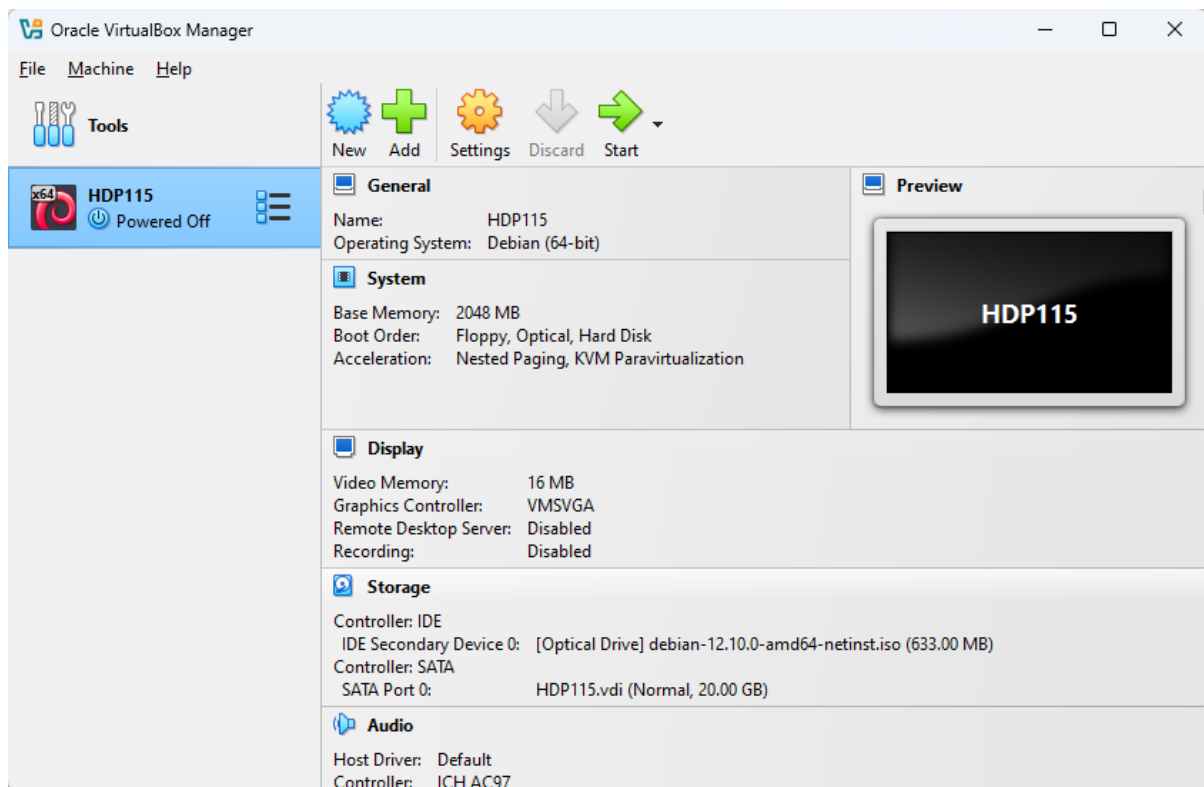 Oracle VirtualBox Manager
File Machine Help
Tools
New Add Settings Discard Start
x64
HDP115
Powered Off
General
Name: HDP115
Operating System: Debian (64-bit)
Preview
HDP115
System
Base Memory: 2048 MB
Boot Order: Floppy, Optical, Hard Disk
Acceleration: Nested Paging, KVM Paravirtualization
Display
Video Memory: 16 MB
Graphics Controller: VMSVGA
Remote Desktop Server: Disabled
Recording: Disabled
Storage
Controller: IDE
IDE Secondary Device 0: [Optical Drive] debian-12.10.0-amd64-netinst.iso (633.00 MB)
Controller: SATA
SATA Port 0: HDP115.vdi (Normal, 20.00 GB)
Audio
Host Driver: Default
Controller: ICH AC97